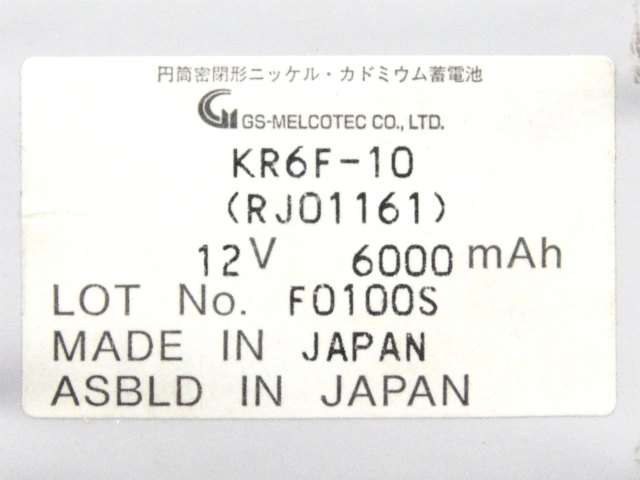 円筒密閉形ニッケル・カドミウム蓄電池
GS-MELCOTEC CO., LTD.
KR6F-10
(RJ01161)
12V 6000mAh
LOT No. F0100S
MADE IN JAPAN
ASBLD IN JAPAN